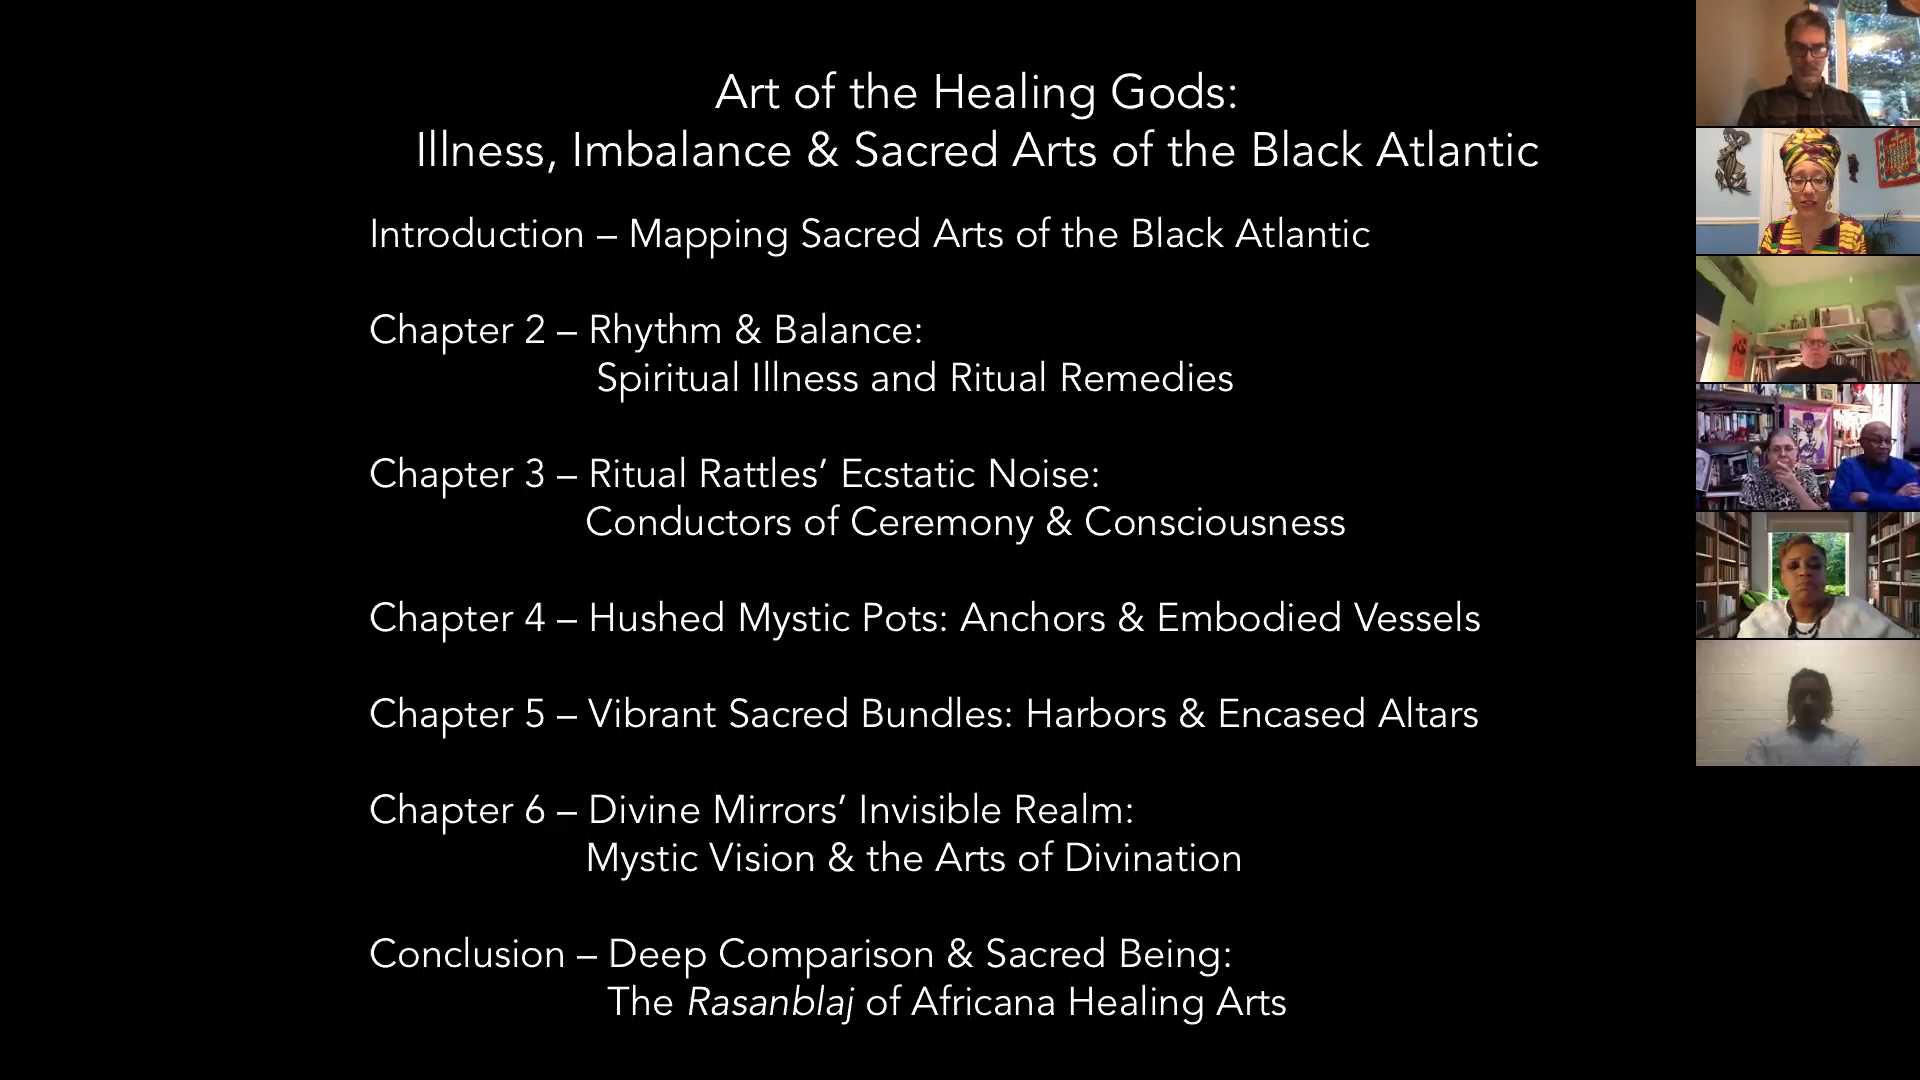 Art of the Healing Gods:
Illness, Imbalance & Sacred Arts of the Black Atlantic
Introduction – Mapping Sacred Arts of the Black Atlantic
Chapter 2 – Rhythm & Balance:
Spiritual Illness and Ritual Remedies
Chapter 3 – Ritual Rattles’ Ecstatic Noise:
Conductors of Ceremony & Consciousness
Chapter 4 – Hushed Mystic Pots: Anchors & Embodied Vessels
Chapter 5 – Vibrant Sacred Bundles: Harbors & Encased Altars
Chapter 6 – Divine Mirrors’ Invisible Realm:
Mystic Vision & the Arts of Divination
Conclusion – Deep Comparison & Sacred Being:
The Rasanblaj of Africana Healing Arts